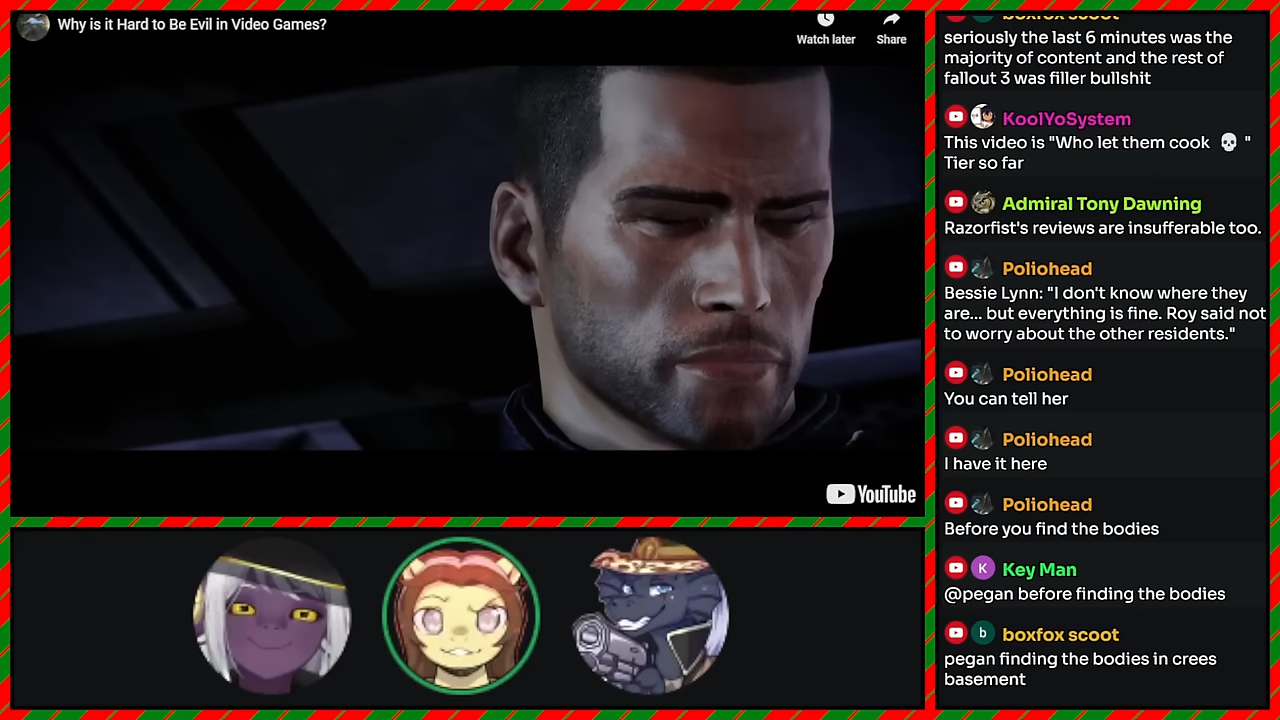 Why is it Hard to Be Evil in Video Games?
Watch later
Share
YouTube
boxfox scoot
seriously the last 6 minutes was the
majority of content and the rest of
fallout 3 was filler bullshit
KoolYoSystem
This video is "Who let them cook 💀 "
Tier so far
Admiral Tony Dawning
Razorfist's reviews are insufferable too.
Poliohead
Bessie Lynn: "I don't know where they
are... but everything is fine. Roy said not
to worry about the other residents."
Poliohead
You can tell her
Poliohead
I have it here
Poliohead
Before you find the bodies
K
Key Man
@pegan before finding the bodies
b
boxfox scoot
pegan finding the bodies in crees
basement